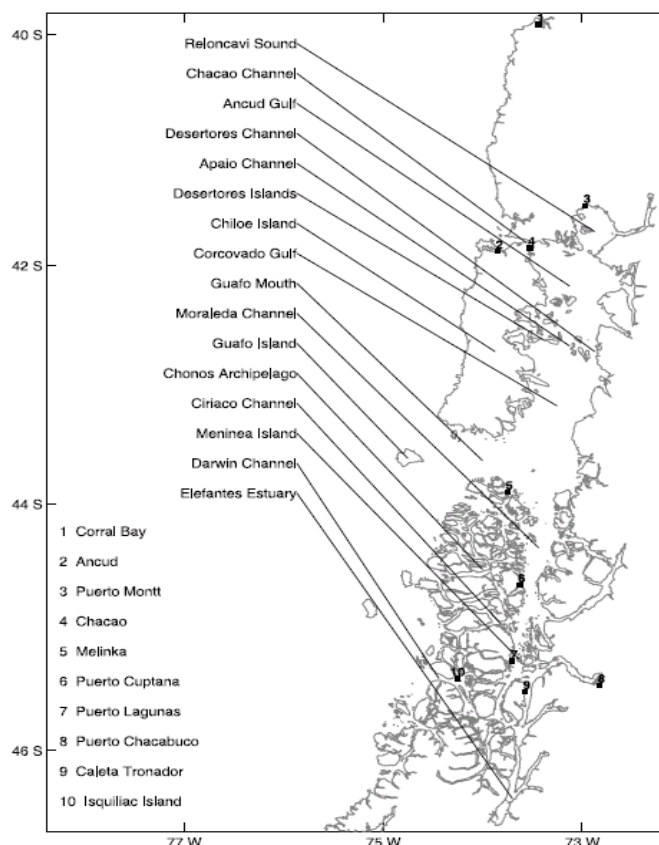 40 S
1
Reloncavi Sound
Chacao Channel
Ancud Gulf
Desertores Channel
Apaio Channel
Desertores Islands
Chiloe Island
Corcovado Gulf
Guafo Mouth
Moraleda Channel
Guafo Island
Chonos Archipelago
Ciriaco Channel
Meninea Island
Darwin Channel
Elefantes Estuary
3
2
4
42 S
5
44 S
6
7
10
8
9
46 S
1 Corral Bay
2 Ancud
3 Puerto Montt
4 Chacao
5 Melinka
6 Puerto Cuptana
7 Puerto Lagunas
8 Puerto Chacabuco
9 Caleta Tronador
10 Isquiliac Island
77 W
75 W
73 W